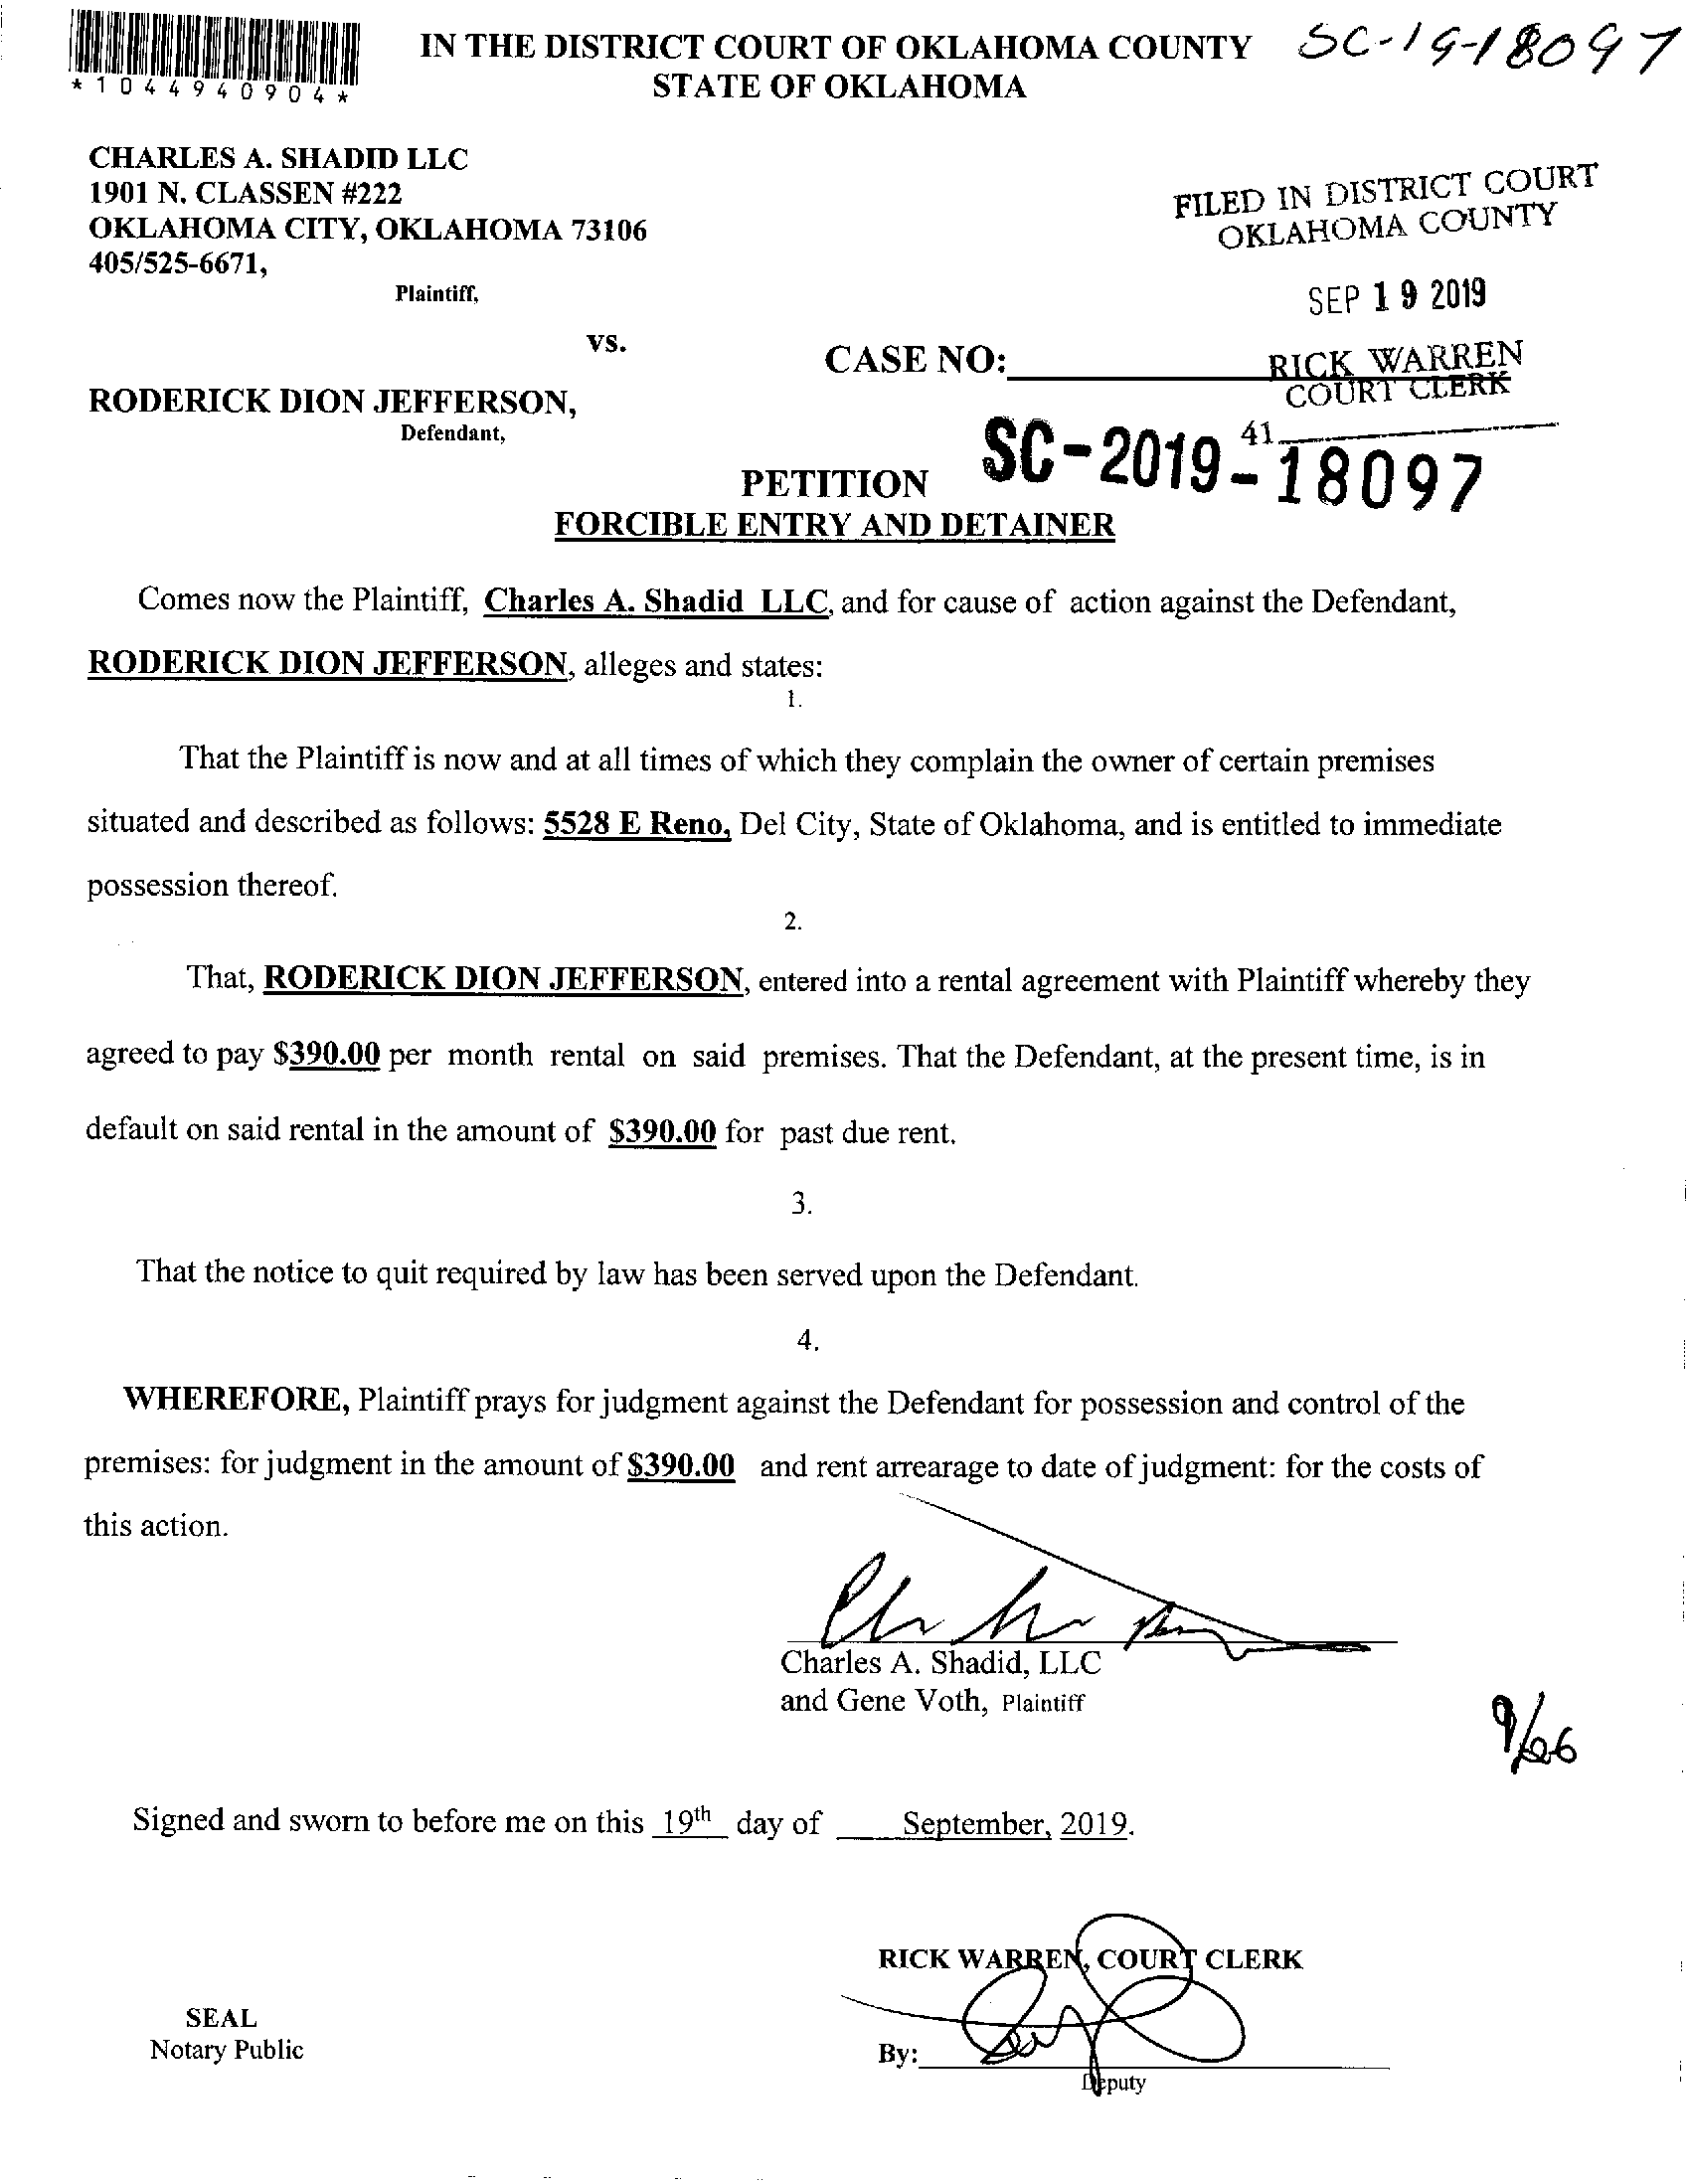 IN THE DISTRICT COURT OF OKLAHOMA COUNTY
STATE OF OKLAHOMA
SC-19-18097
*1044940904*
CHARLES A. SHADID LLC
1901 N. CLASSEN #222
OKLAHOMA CITY, OKLAHOMA 73106
405/525-6671,
Plaintiff,
FILED IN DISTRICT COURT
OKLAHOMA COUNTY
SEP 19 2019
RICK WARREN
COURT CLERK
41
vs.
CASE NO:
RODERICK DION JEFFERSON,
Defendant,
SC-2019-18097
PETITION
FORCIBLE ENTRY AND DETAINER
Comes now the Plaintiff, Charles A. Shadid LLC, and for cause of action against the Defendant,
RODERICK DION JEFFERSON, alleges and states:
1.
That the Plaintiff is now and at all times of which they complain the owner of certain premises
situated and described as follows: 5528 E Reno, Del City, State of Oklahoma, and is entitled to immediate
possession thereof.
2.
That, RODERICK DION JEFFERSON, entered into a rental agreement with Plaintiff whereby they
agreed to pay $390.00 per month rental on said premises. That the Defendant, at the present time, is in
default on said rental in the amount of $390.00 for past due rent.
3.
That the notice to quit required by law has been served upon the Defendant.
4.
WHEREFORE, Plaintiff prays for judgment against the Defendant for possession and control of the
premises: for judgment in the amount of $390.00 and rent arrearage to date of judgment: for the costs of
this action.
Charles A. Shadid, LLC
and Gene Voth, Plaintiff
9/26
Signed and sworn to before me on this 19th day of September, 2019.
RICK WARREN, COURT CLERK
SEAL
Notary Public
By:
Deputy